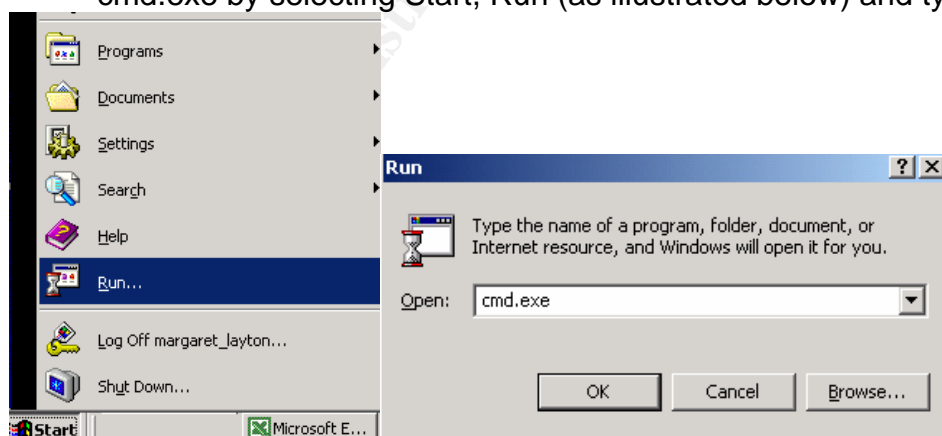 cmd.exe by selecting Start, Run (as illustrated below) and ty
Programs
Documents
Settings
Search
Help
Run...
Log Off margaret_layton...
Shut Down...
Start
Microsoft E...
Run
Type the name of a program, folder, document, or
Internet resource, and Windows will open it for you.
Open:
cmd.exe
OK
Cancel
Browse...